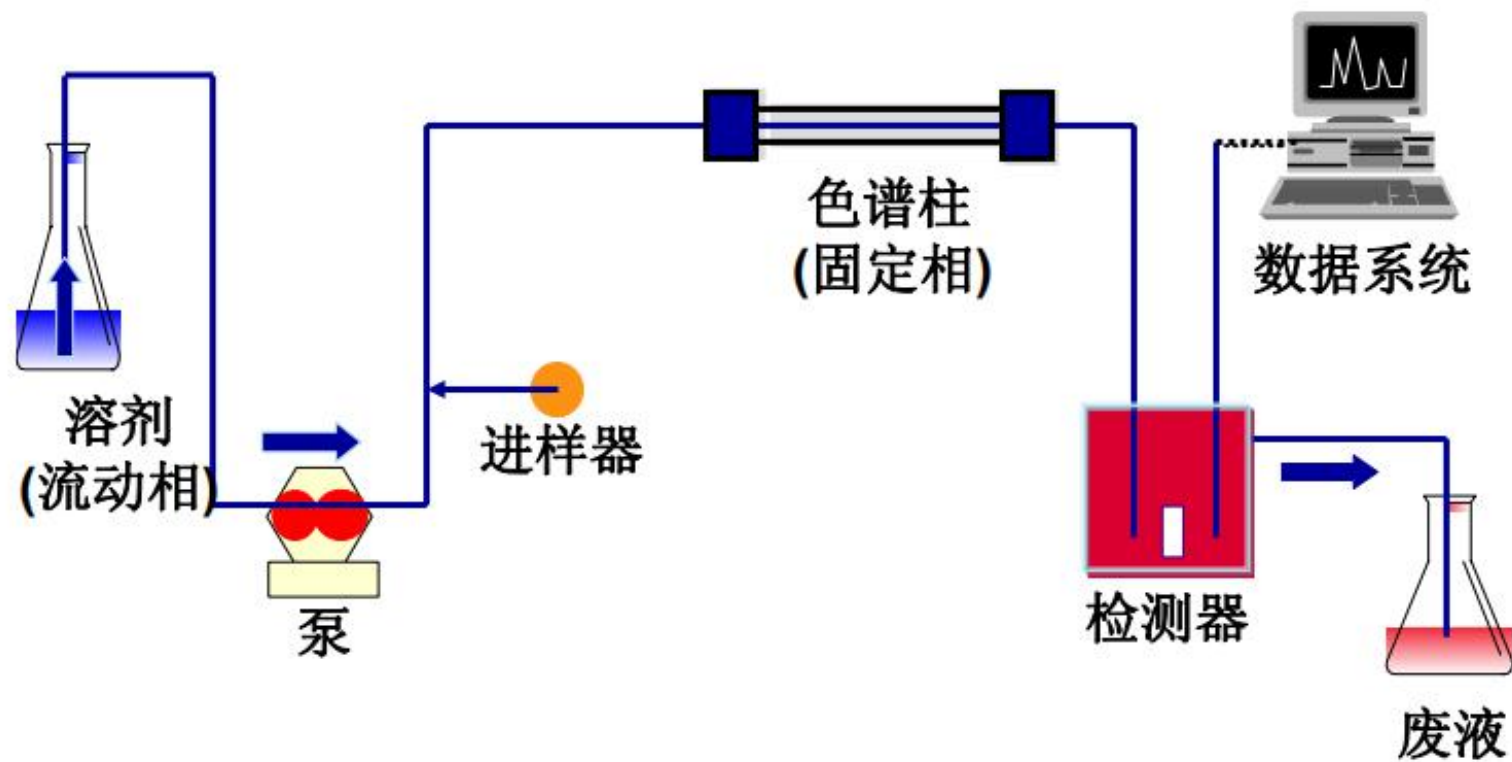 溶剂
(流动相)
泵
进样器
色谱柱
(固定相)
数据系统
检测器
废液